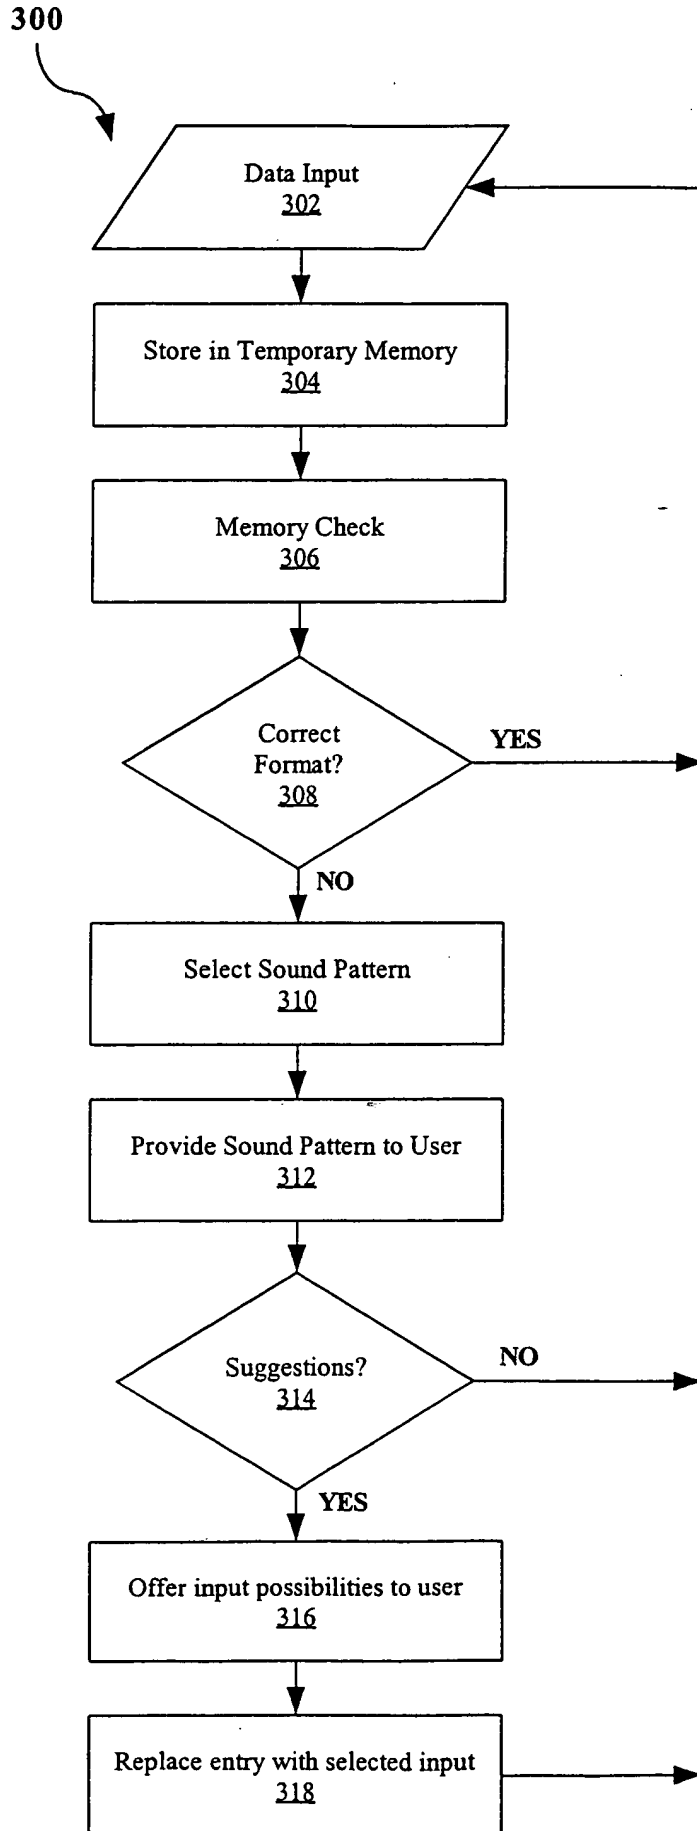 300
Data Input
302
Store in Temporary Memory
304
Memory Check
306
Correct
Format?
308
YES
NO
Select Sound Pattern
310
Provide Sound Pattern to User
312
Suggestions?
314
NO
YES
Offer input possibilities to user
316
Replace entry with selected input
318